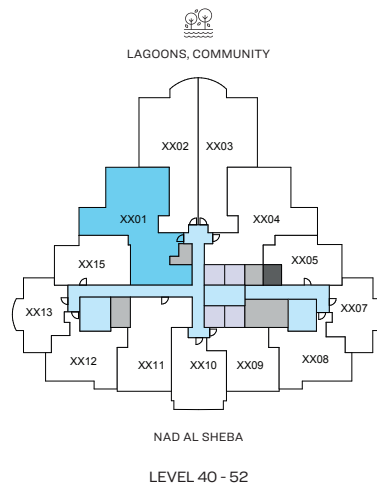 LAGOONS, COMMUNITY
XX02 XX03
XX01 XX04
XX15 XX05
XX13 XX07
XX12 XX11 XX10 XX09 XX08
NAD AL SHEBA
LEVEL 40 - 52